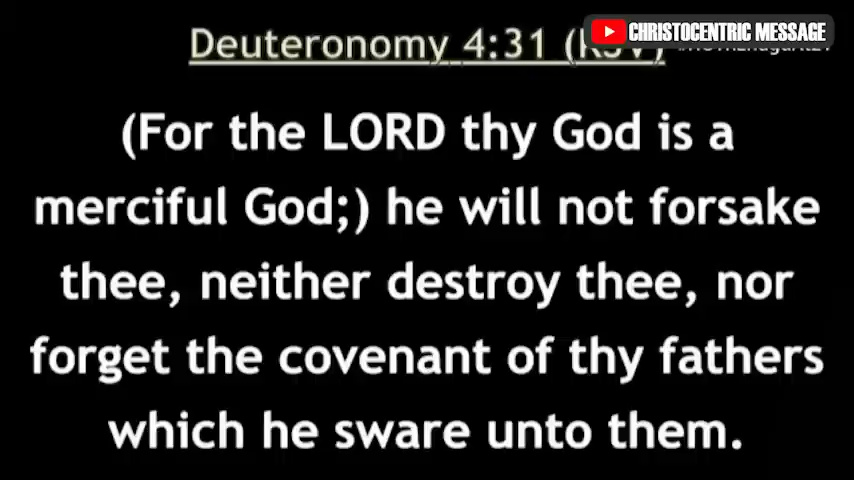 Deuteronomy 4:31
CHRISTOCENTRIC MESSAGE
(For the LORD thy God is a
merciful God;) he will not forsake
thee, neither destroy thee, nor
forget the covenant of thy fathers
which he sware unto them.